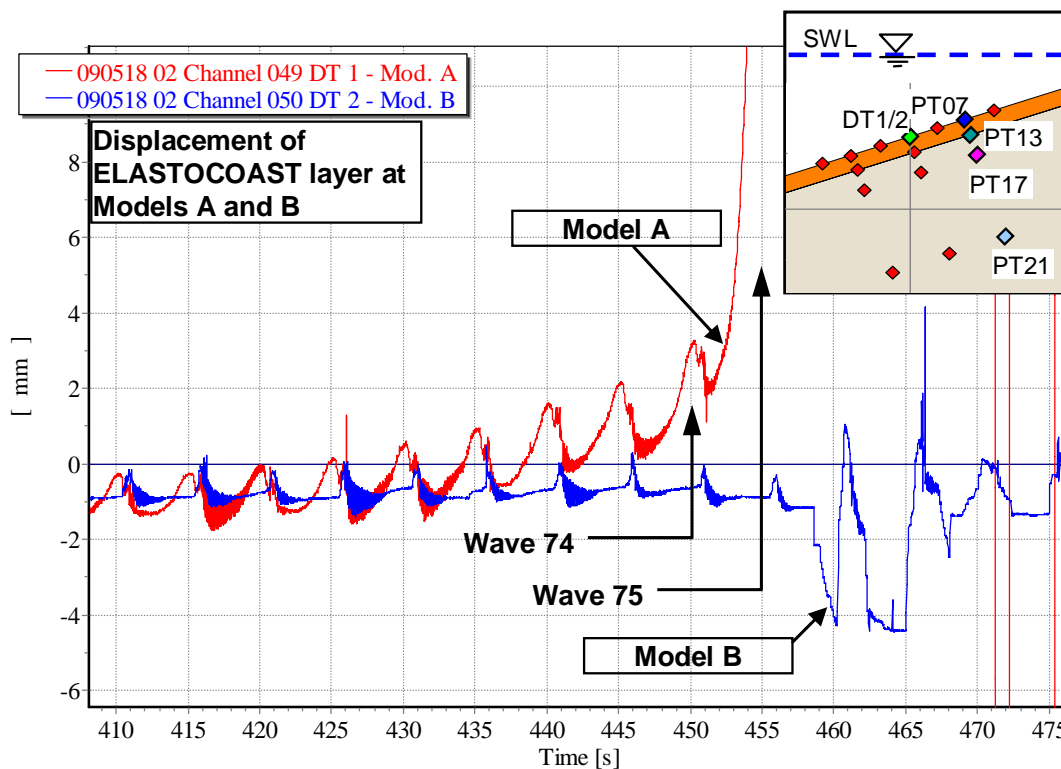 090518 02 Channel 049 DT 1 - Mod. A
090518 02 Channel 050 DT 2 - Mod. B
Displacement of
ELASTOCOAST layer at
Models A and B
SWL
PT07
DT1/2
PT13
PT17
PT21
Model A
Wave 74
Wave 75
Model B
[ mm ]
8
6
4
2
0
-2
-4
-6
410 415 420 425 430 435 440 445 450 455 460 465 470 475
Time [s]